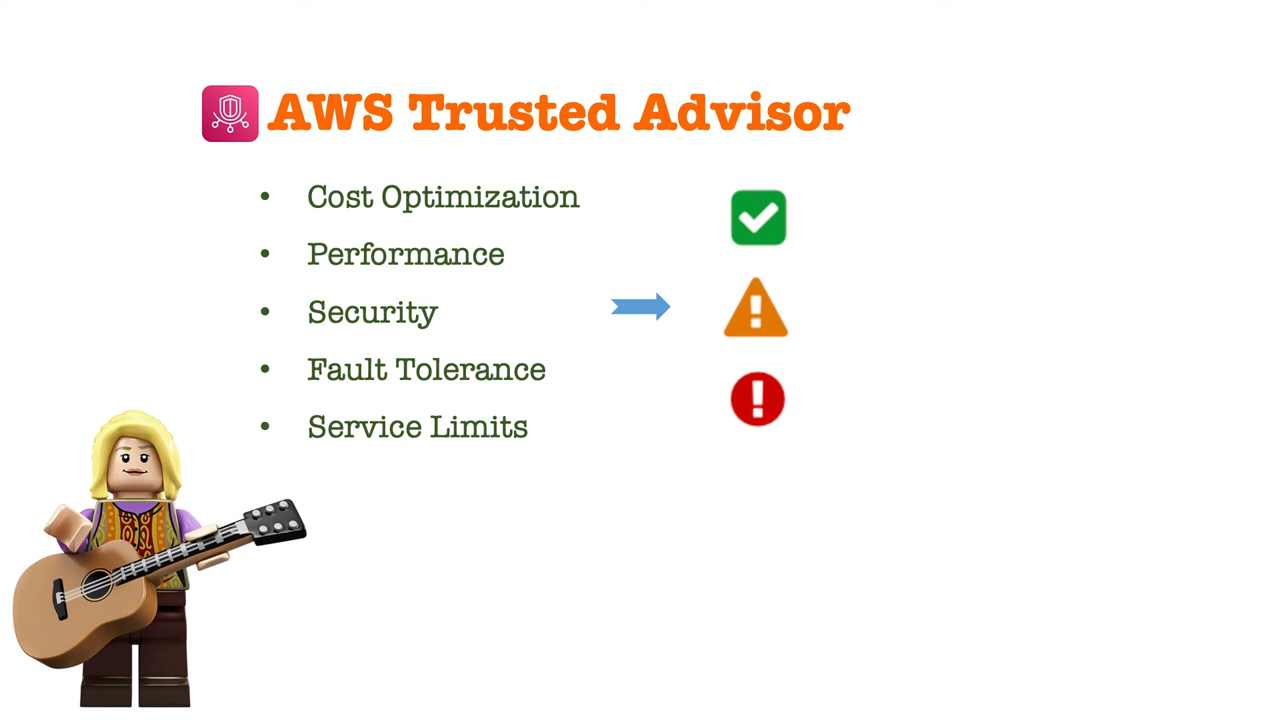 AWS Trusted Advisor
• Cost Optimization
• Performance
• Security
• Fault Tolerance
• Service Limits